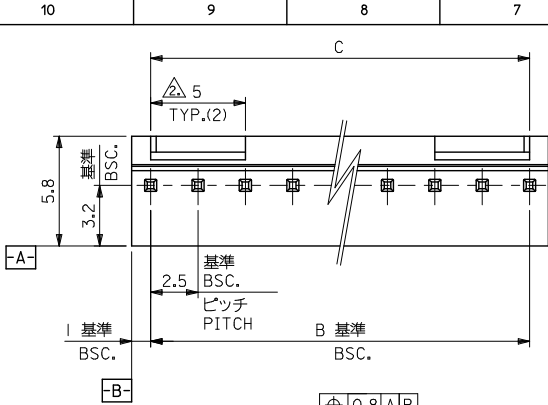 10 9 8 7
C
2. 5
TYP.(2)
5.8
3.2
基準
BSC.
-A-
2.5
基準
BSC.
ピッチ
PITCH
1 基準
BSC.
B 基準
BSC.
-B-
⌖ 0.8 A B